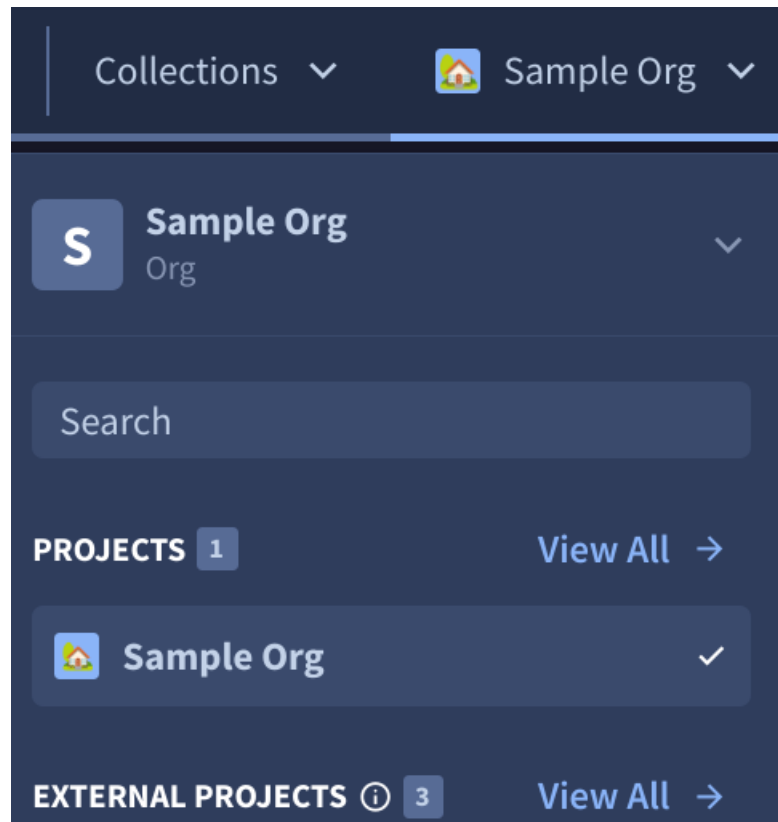 Collections Sample Org
S
Sample Org
Org
Search
PROJECTS 1 View All →
Sample Org
EXTERNAL PROJECTS 3 View All →